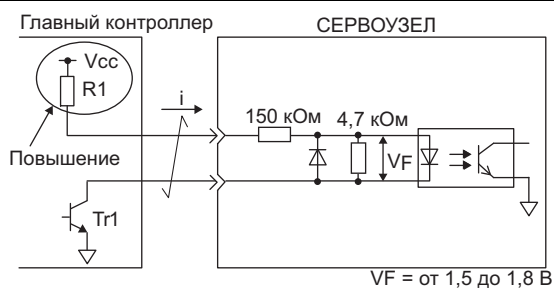 Главный контроллер
СЕРВОУЗЕЛ
Vcc
R1
i
150 кОм
4,7 кОм
Повышение
VF
Tr1
VF = от 1,5 до 1,8 В